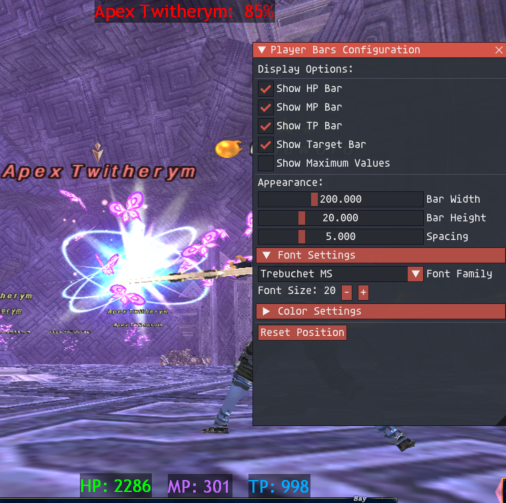 Apex Twitherym: 85%
Player Bars Configuration
Display Options:
Show HP Bar
Show MP Bar
Show TP Bar
Show Target Bar
Show Maximum Values
Apex Twitherym
Appearance:
200.000 Bar Width
20.000 Bar Height
5.000 Spacing
Font Settings
Trebuchet MS Font Family
Font Size: 20 - +
Color Settings
Reset Position
HP: 2286 MP: 301 TP: 998